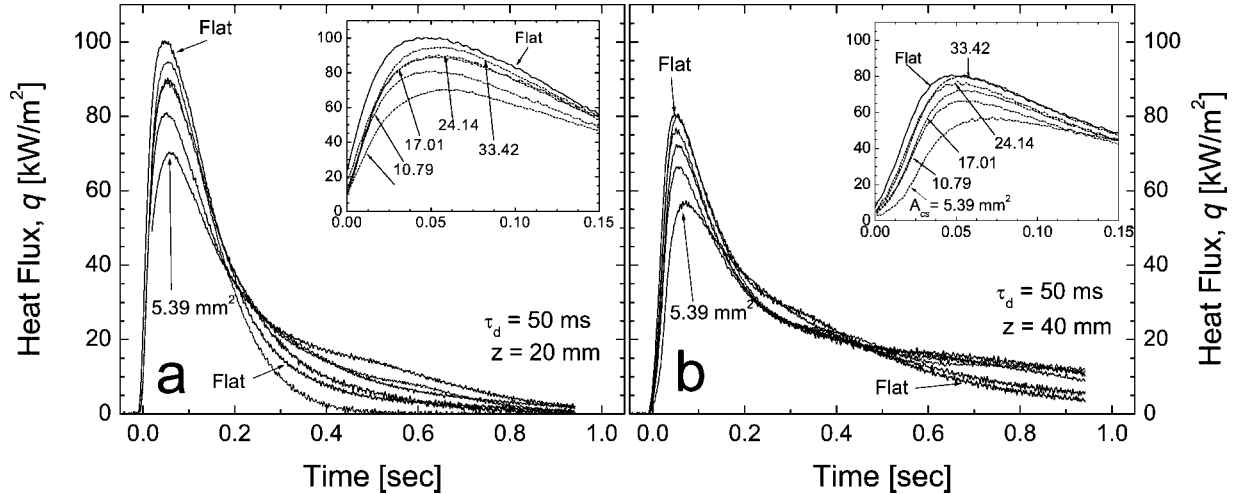 Heat Flux, q [kW/m²]
100
80
60
40
20
0
Flat
5.39 mm²
a
Flat
τd = 50 ms
z = 20 mm
0.0 0.2 0.4 0.6 0.8 1.0
Time [sec]
100
80
60
40
20
0
Flat
24.14
17.01
33.42
10.79
0.00 0.05 0.10 0.15
Flat
5.39 mm²
b
Flat
τd = 50 ms
z = 40 mm
0.0 0.2 0.4 0.6 0.8 1.0
Time [sec]
100
80
60
40
20
0
Flat
33.42
24.14
17.01
10.79
Acs = 5.39 mm²
0.00 0.05 0.10 0.15
100
80
60
40
20
0
Heat Flux, q [kW/m²]